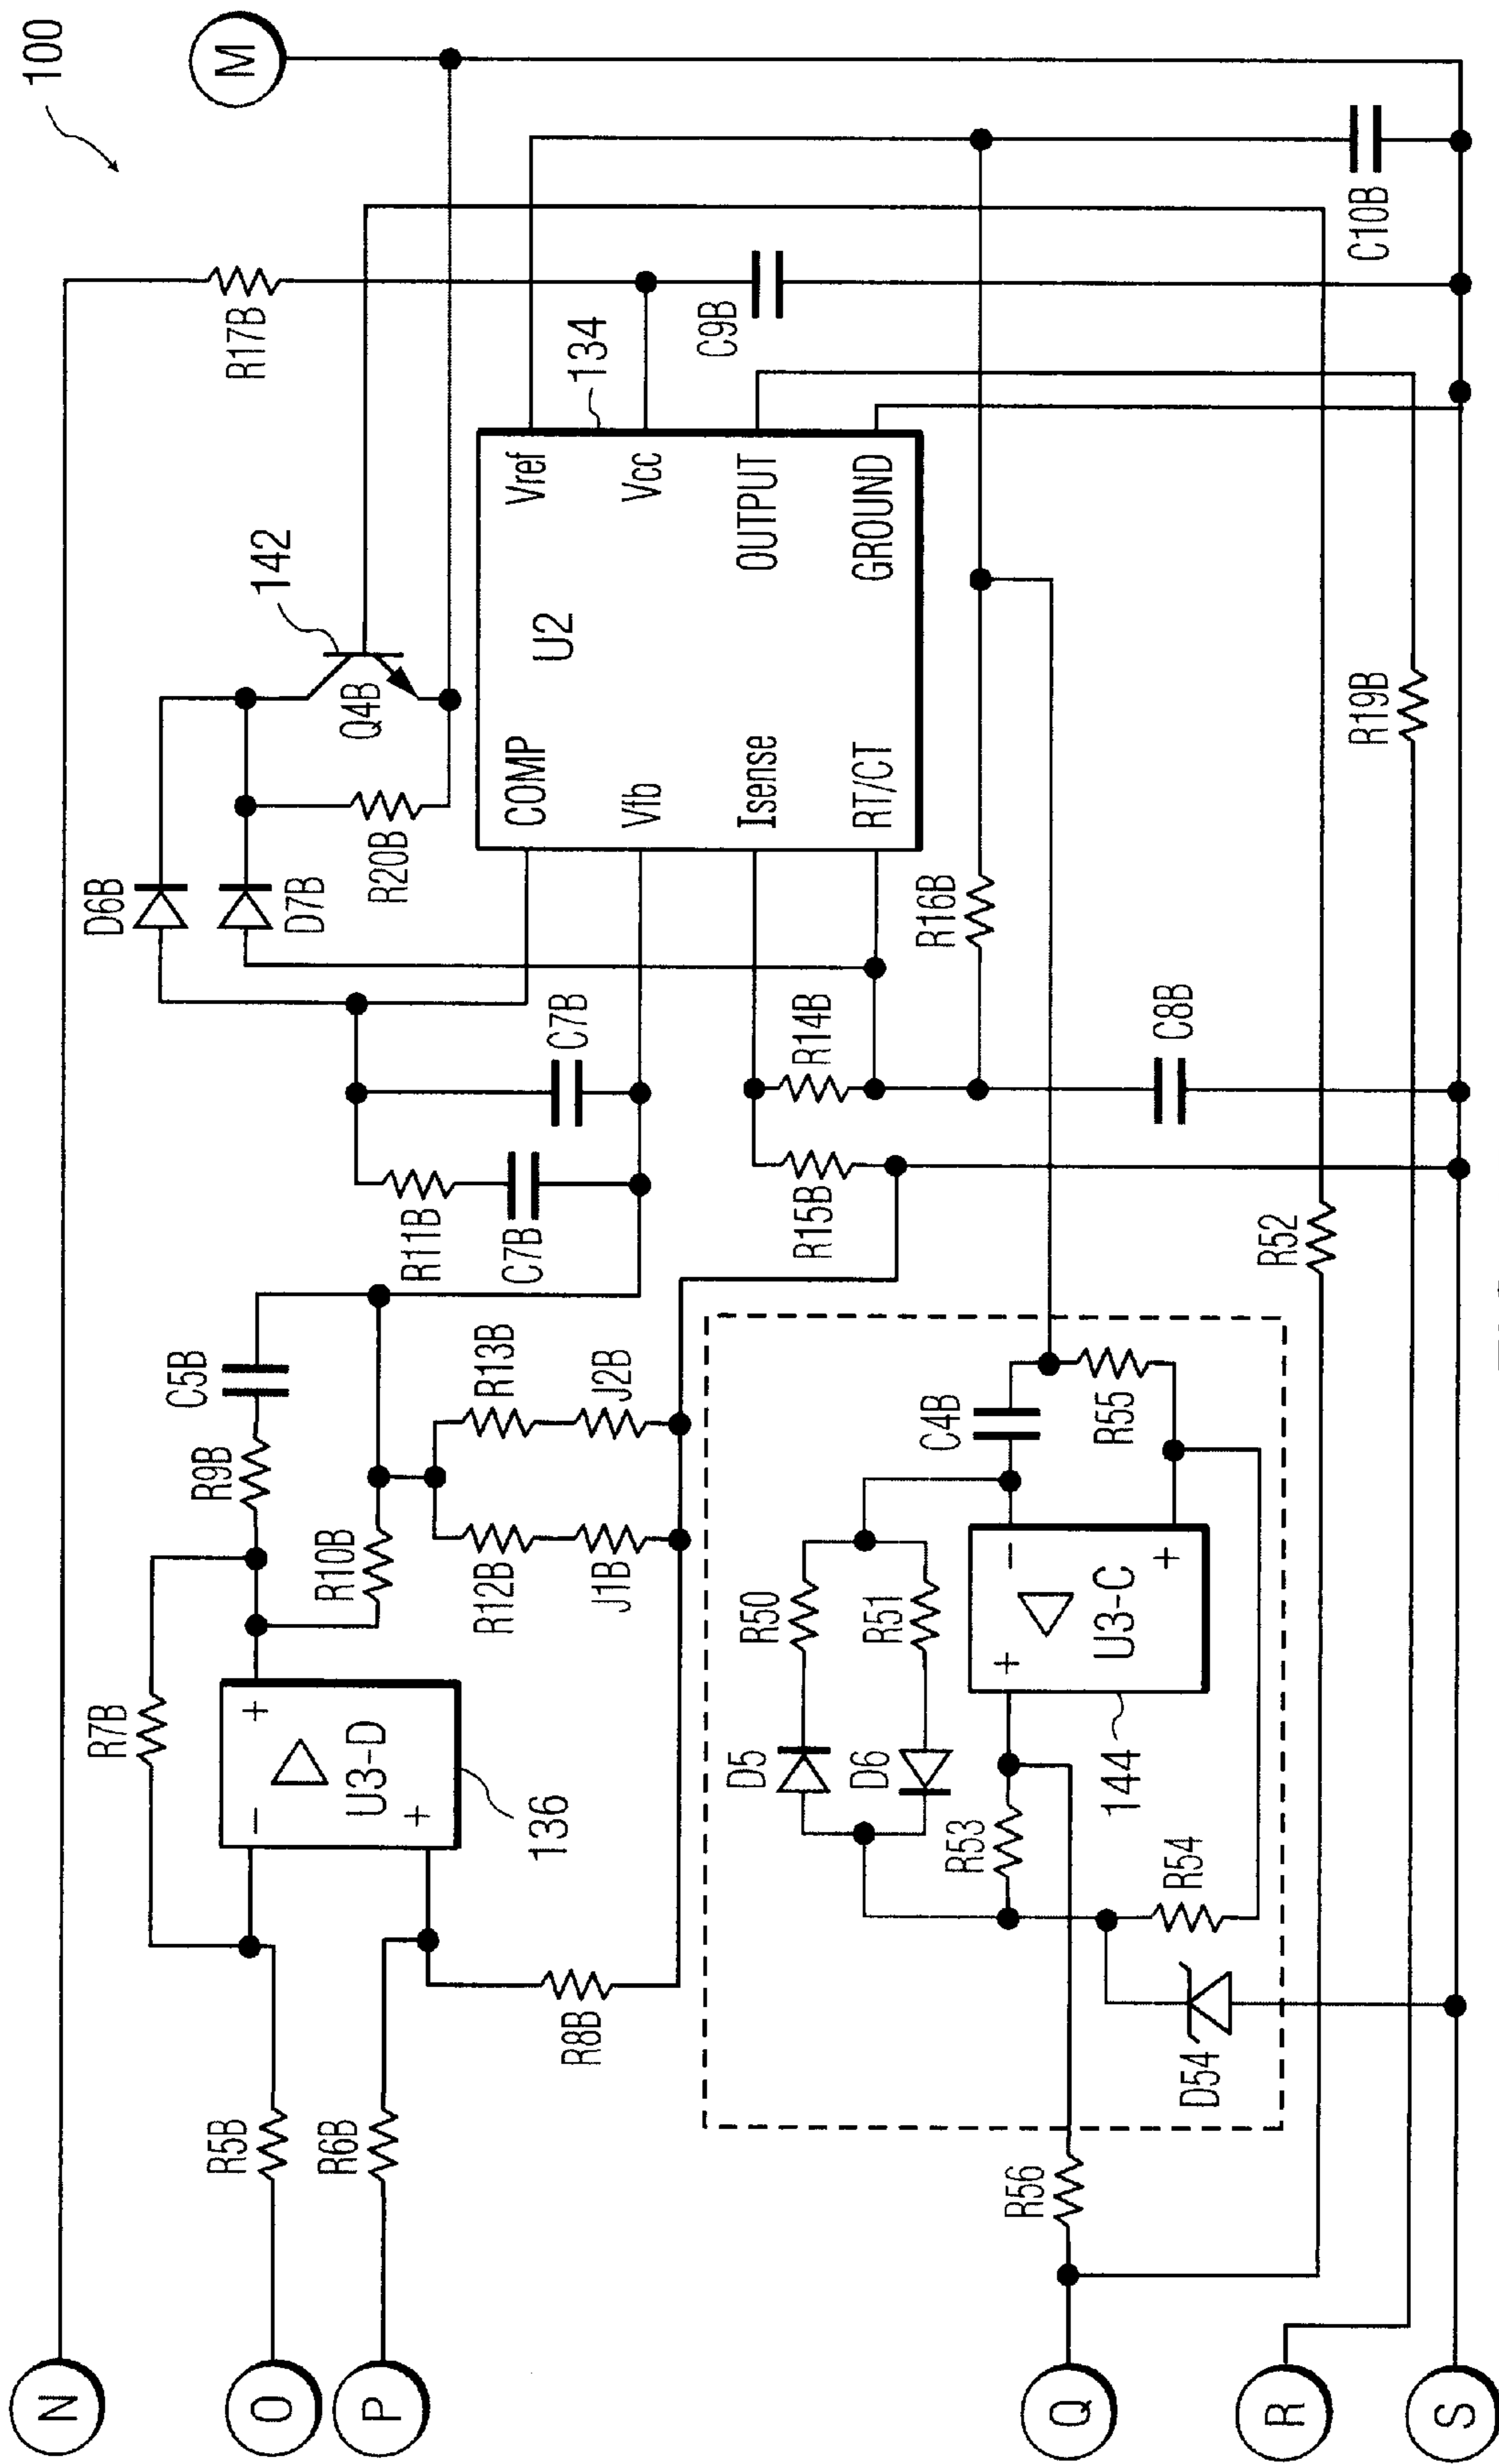 100
M
N
R17B
C10B
142
134
C9B
Q4B
U2
Vref
Vcc
OUTPUT
GROUND
COMP
Vfb
Isense
RT/CT
D6B
D7B
R20B
R16B
R19B
C7B
R14B
C8B
R11B
C7B
R15B
R52
C5B
R9B
R13B
J2B
R10B
R12B
J1B
C4B
R55
R7B
+
−
+
U3-D
136
R50
R51
D5
D6
−
+
+
U3-C
144
R53
R54
R8B
D54
R5B
R6B
R56
O
P
Q
R
S